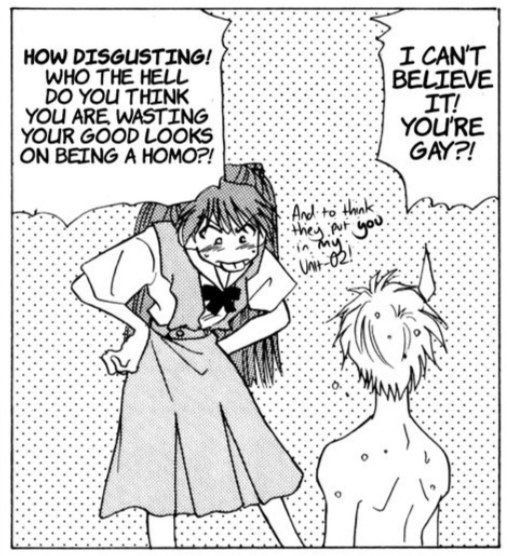 I CAN'T
BELIEVE
IT!
YOU'RE
GAY?!
HOW DISGUSTING!
WHO THE HELL
DO YOU THINK
YOU ARE, WASTING
YOUR GOOD LOOKS
ON BEING A HOMO?!
And to think
they put you
in my
Unit-02!